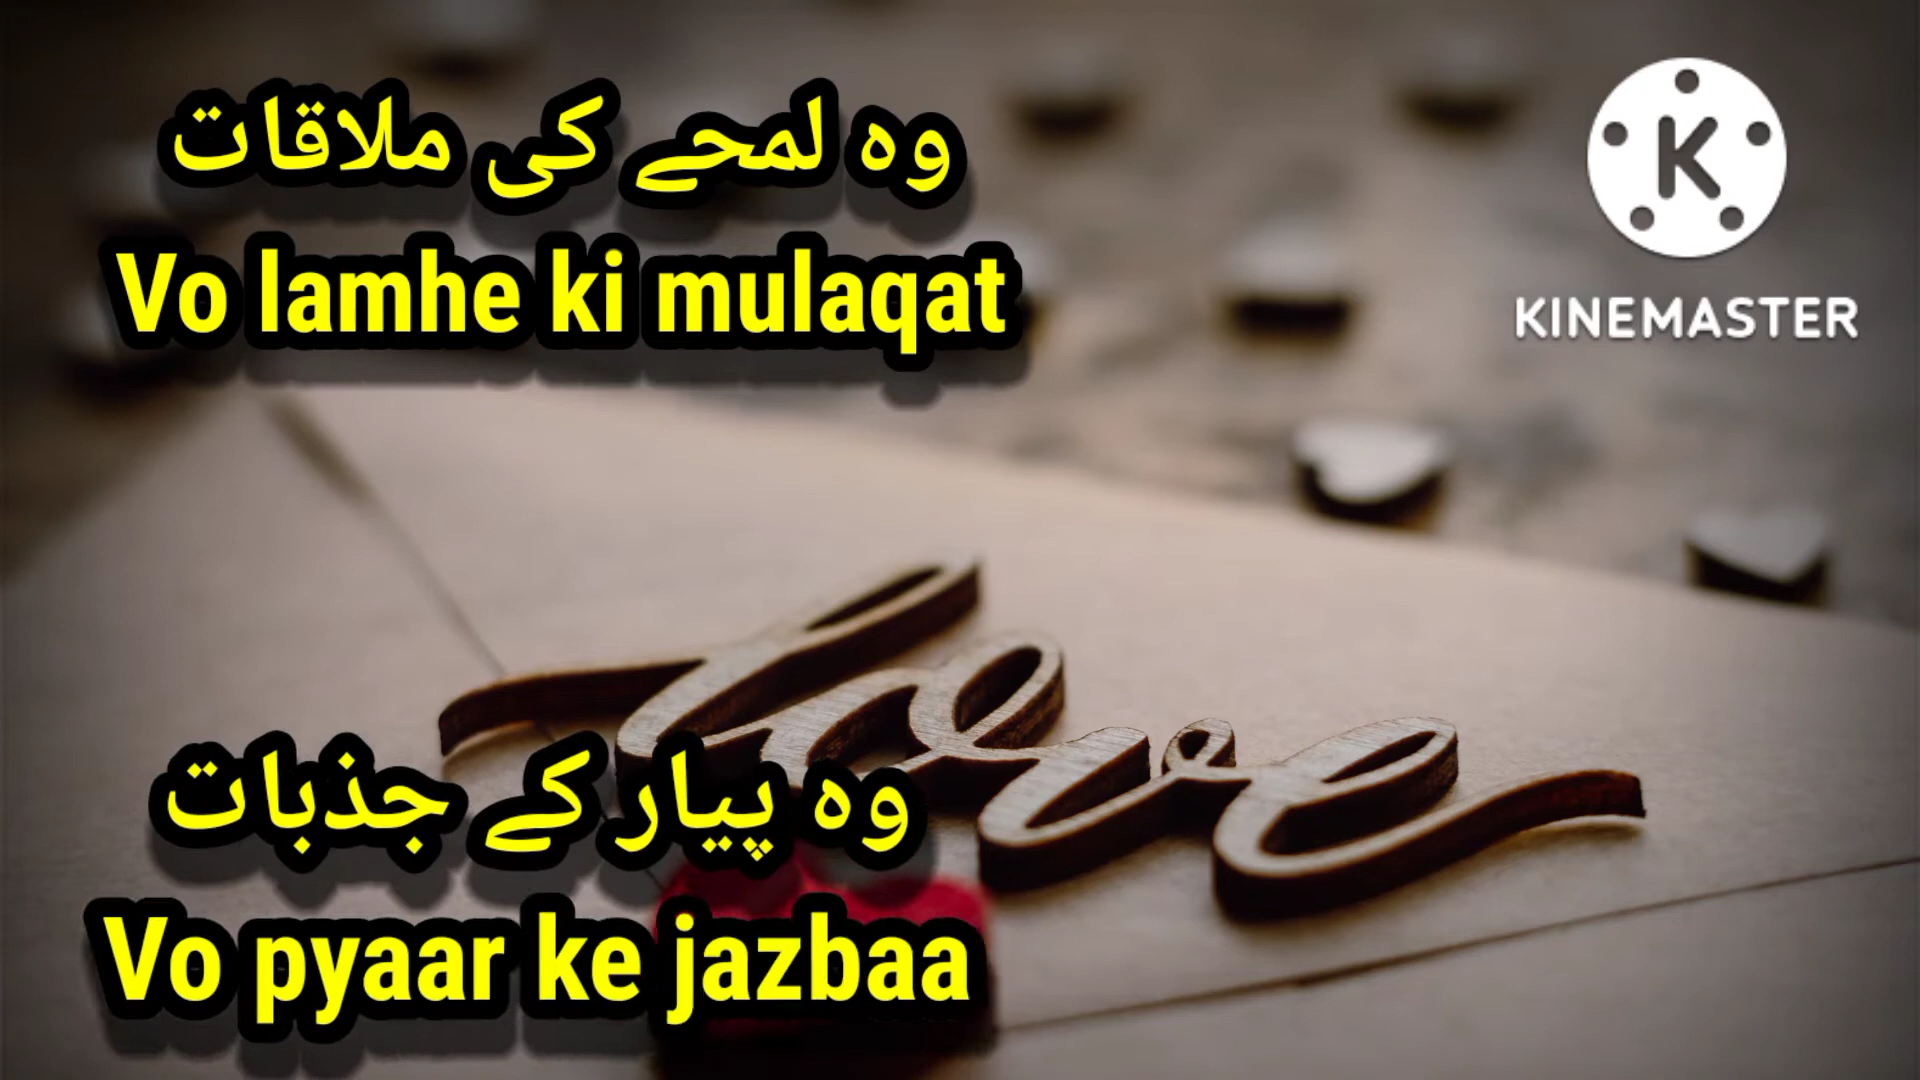 وہ لمحے کی ملاقات
Vo lamhe ki mulaqat
K
KINEMASTER
love
وہ پیار کے جذبات
Vo pyaar ke jazbaa